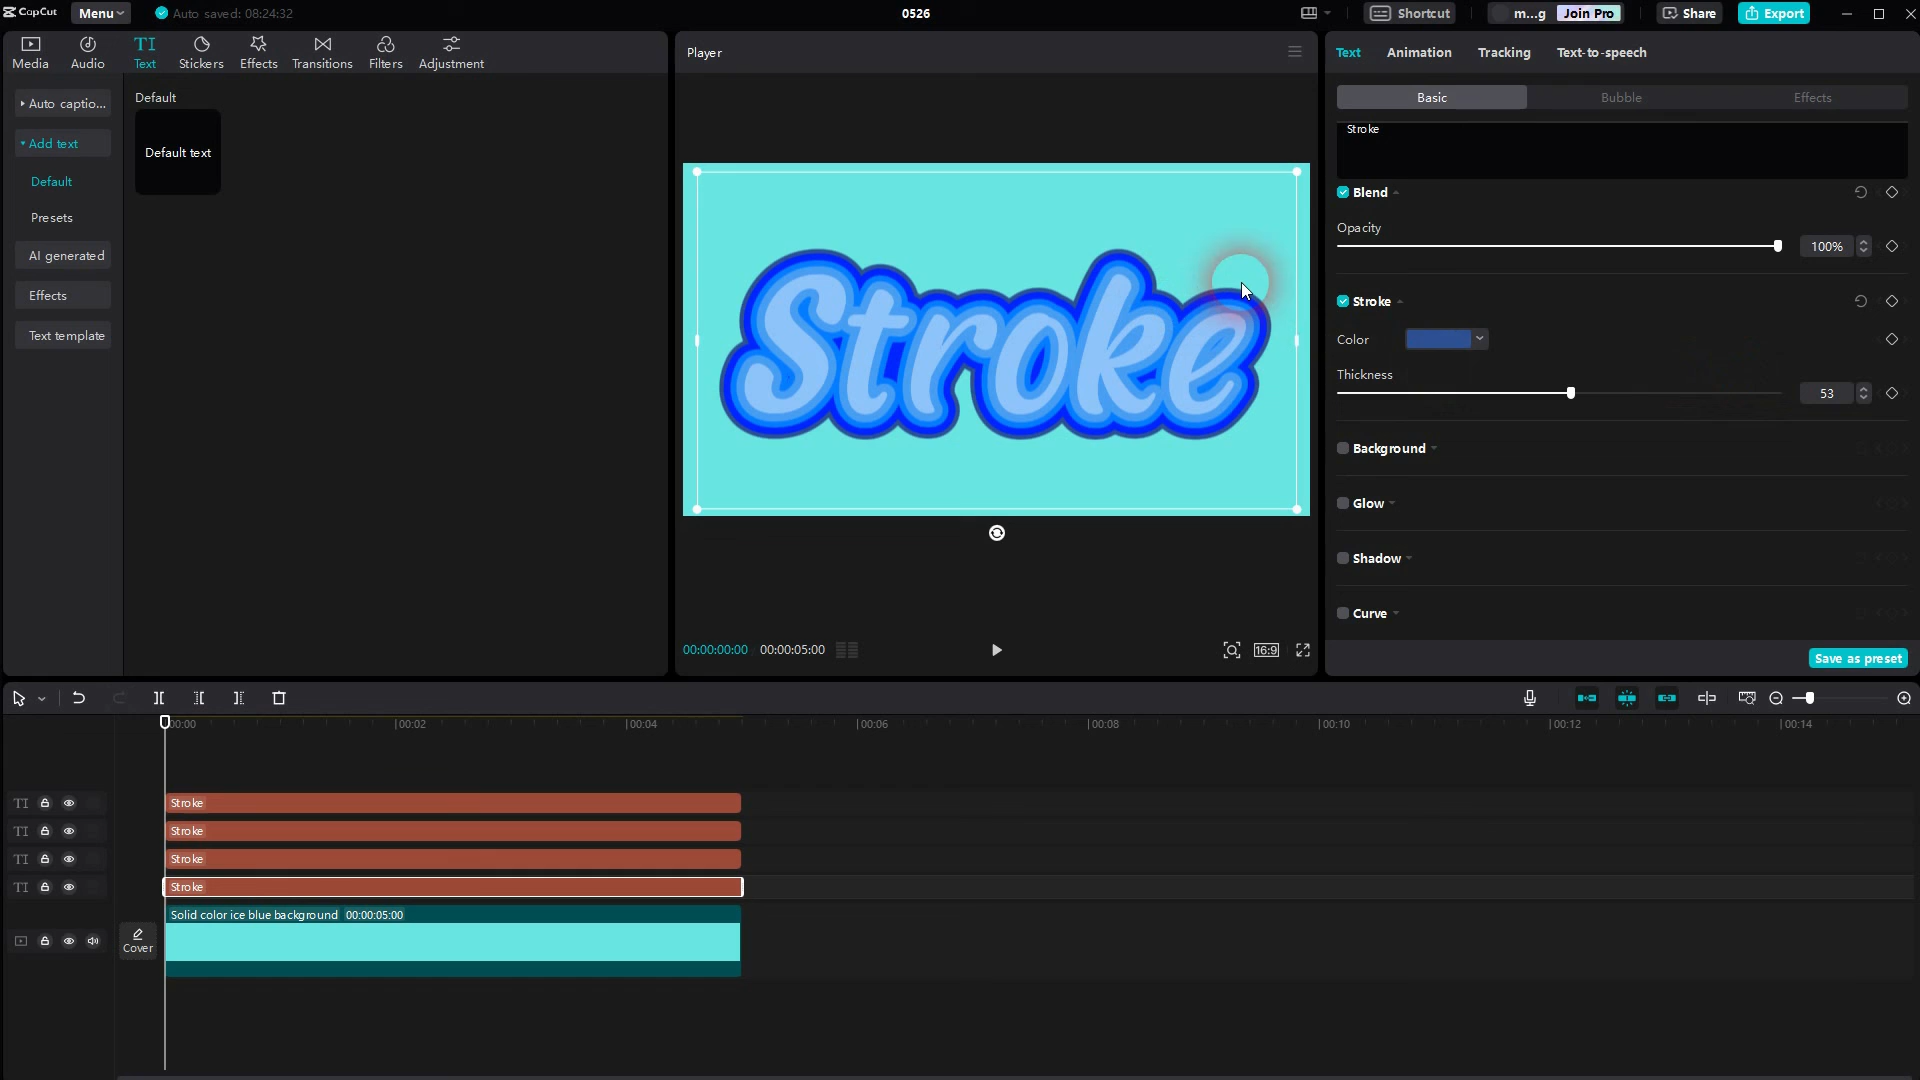 CapCut Menu Auto saved: 08:24:32 0526 Shortcut m...g Join Pro Share Export
Media Audio Text Stickers Effects Transitions Filters Adjustment
TI
Auto captio...
Add text
Default
Presets
AI generated
Effects
Text template
Default
Default text
Player
Stroke
00:00:00:00 00:00:05:00 16:9
Text Animation Tracking Text-to-speech
Basic Bubble Effects
Stroke
Blend
Opacity
100%
Stroke
Color
Thickness
53
Background
Glow
Shadow
Curve
Save as preset
00:00 00:02 00:04 00:06 00:08 00:10 00:12 00:14
TI Stroke
TI Stroke
TI Stroke
TI Stroke
Solid color ice blue background 00:00:05:00
Cover